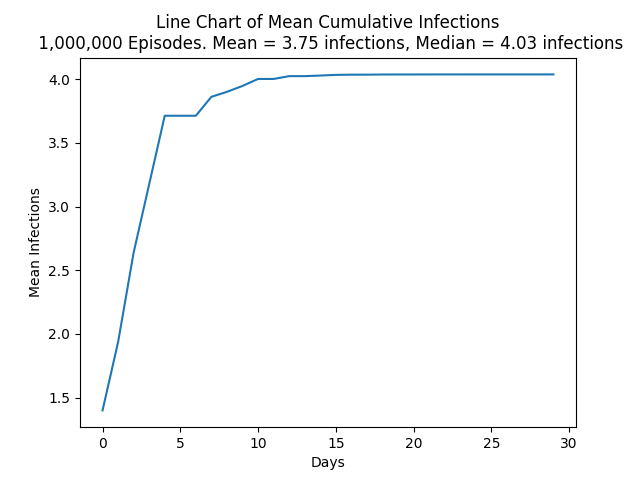 Line Chart of Mean Cumulative Infections
1,000,000 Episodes. Mean = 3.75 infections, Median = 4.03 infections
4.0
3.5
3.0
2.5
2.0
1.5
Mean Infections
0 5 10 15 20 25 30
Days